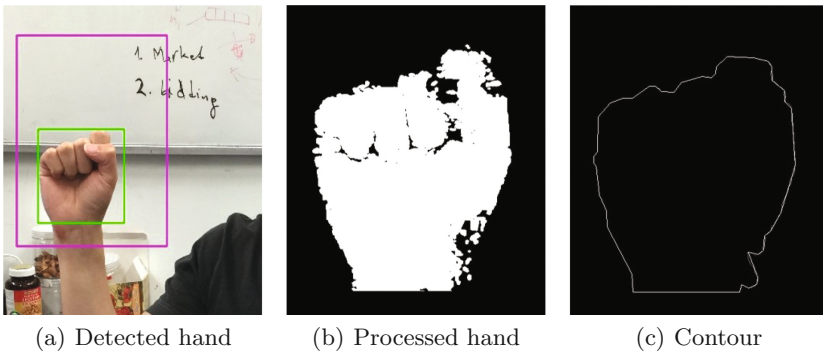 1. Market
2. bidding
(a) Detected hand
(b) Processed hand
(c) Contour